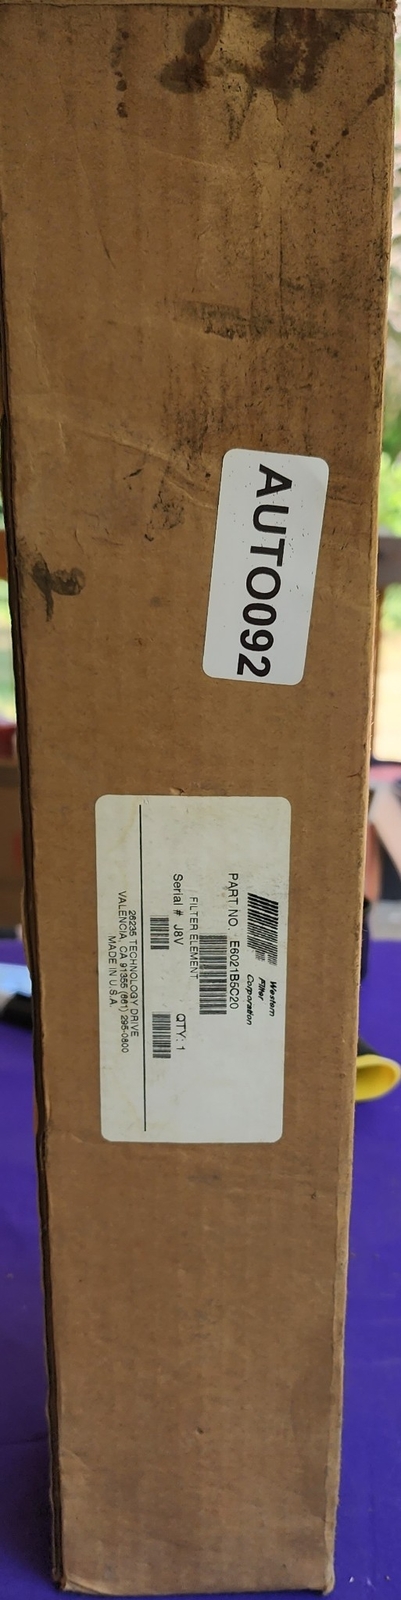 AUTO092
Western
Filter
Corporation
PART NO. E6021B5C20
FILTER ELEMENT
Serial # J8V QTY: 1
26235 TECHNOLOGY DRIVE
VALENCIA, CA 91355 (661) 295-0800
MADE IN U.S.A.